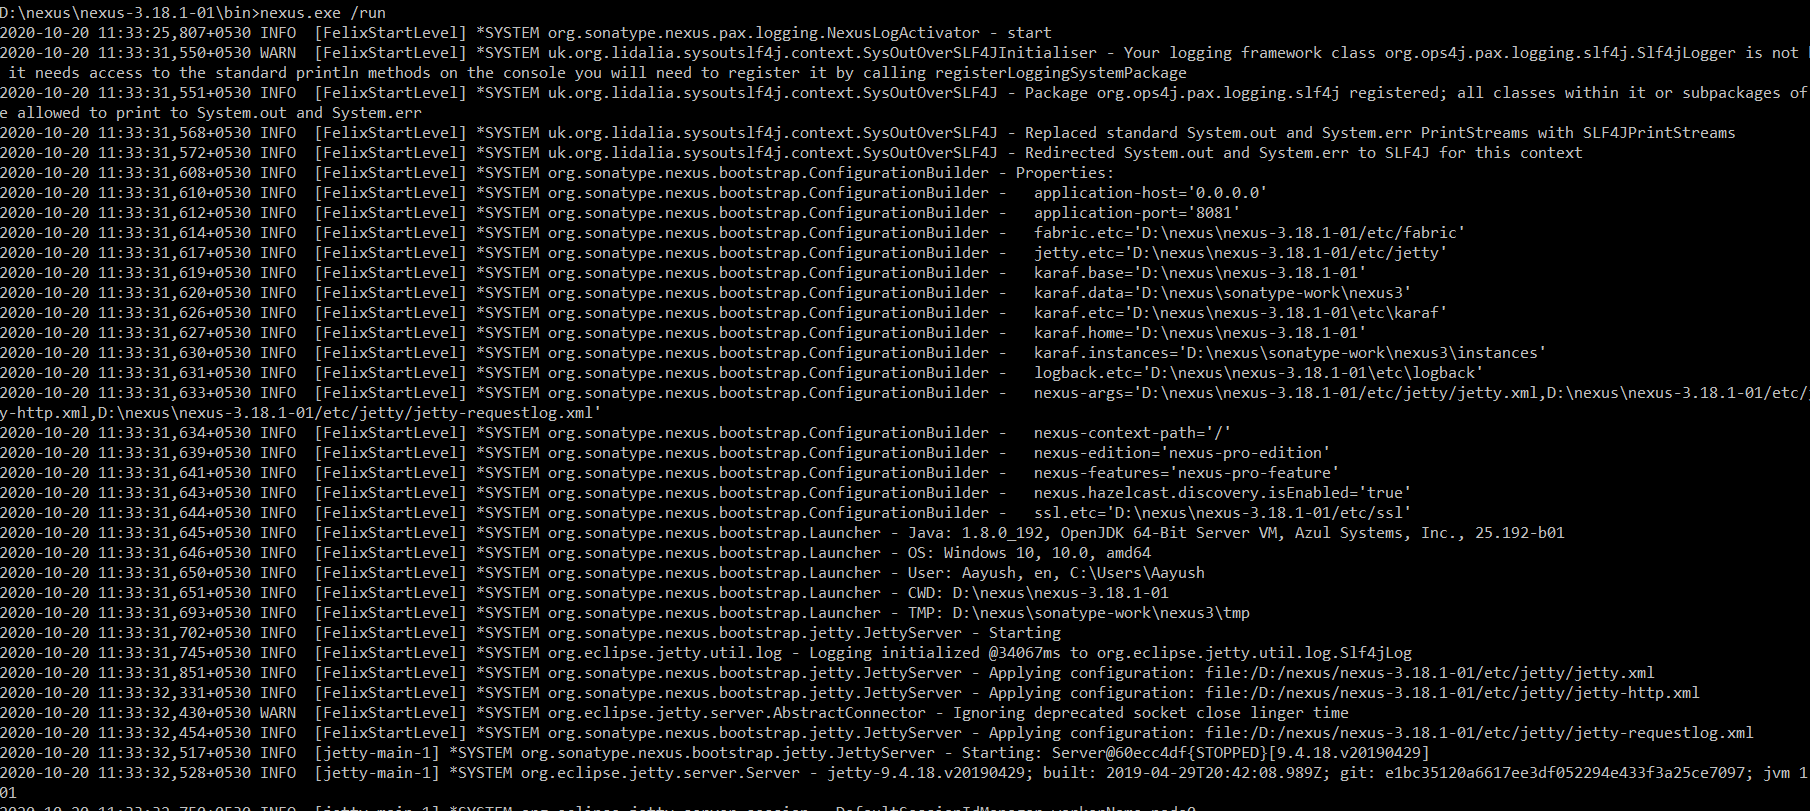 D:\nexus\nexus-3.18.1-01\bin>nexus.exe /run
2020-10-20 11:33:25,807+0530 INFO  [FelixStartLevel] *SYSTEM org.sonatype.nexus.pax.logging.NexusLogActivator - start
2020-10-20 11:33:31,550+0530 WARN  [FelixStartLevel] *SYSTEM uk.org.lidalia.sysoutslf4j.context.SysOutOverSLF4JInitialiser - Your logging framework class org.ops4j.pax.logging.slf4j.Slf4jLogger is not
it needs access to the standard println methods on the console you will need to register it by calling registerLoggingSystemPackage
2020-10-20 11:33:31,551+0530 INFO  [FelixStartLevel] *SYSTEM uk.org.lidalia.sysoutslf4j.context.SysOutOverSLF4J - Package org.ops4j.pax.logging.slf4j registered; all classes within it or subpackages of
e allowed to print to System.out and System.err
2020-10-20 11:33:31,568+0530 INFO  [FelixStartLevel] *SYSTEM uk.org.lidalia.sysoutslf4j.context.SysOutOverSLF4J - Replaced standard System.out and System.err PrintStreams with SLF4JPrintStreams
2020-10-20 11:33:31,572+0530 INFO  [FelixStartLevel] *SYSTEM uk.org.lidalia.sysoutslf4j.context.SysOutOverSLF4J - Redirected System.out and System.err to SLF4J for this context
2020-10-20 11:33:31,608+0530 INFO  [FelixStartLevel] *SYSTEM org.sonatype.nexus.bootstrap.ConfigurationBuilder - Properties:
2020-10-20 11:33:31,610+0530 INFO  [FelixStartLevel] *SYSTEM org.sonatype.nexus.bootstrap.ConfigurationBuilder -   application-host='0.0.0.0'
2020-10-20 11:33:31,612+0530 INFO  [FelixStartLevel] *SYSTEM org.sonatype.nexus.bootstrap.ConfigurationBuilder -   application-port='8081'
2020-10-20 11:33:31,614+0530 INFO  [FelixStartLevel] *SYSTEM org.sonatype.nexus.bootstrap.ConfigurationBuilder -   fabric.etc='D:\nexus\nexus-3.18.1-01/etc/fabric'
2020-10-20 11:33:31,617+0530 INFO  [FelixStartLevel] *SYSTEM org.sonatype.nexus.bootstrap.ConfigurationBuilder -   jetty.etc='D:\nexus\nexus-3.18.1-01/etc/jetty'
2020-10-20 11:33:31,619+0530 INFO  [FelixStartLevel] *SYSTEM org.sonatype.nexus.bootstrap.ConfigurationBuilder -   karaf.base='D:\nexus\nexus-3.18.1-01'
2020-10-20 11:33:31,620+0530 INFO  [FelixStartLevel] *SYSTEM org.sonatype.nexus.bootstrap.ConfigurationBuilder -   karaf.data='D:\nexus\sonatype-work\nexus3'
2020-10-20 11:33:31,626+0530 INFO  [FelixStartLevel] *SYSTEM org.sonatype.nexus.bootstrap.ConfigurationBuilder -   karaf.etc='D:\nexus\nexus-3.18.1-01\etc\karaf'
2020-10-20 11:33:31,627+0530 INFO  [FelixStartLevel] *SYSTEM org.sonatype.nexus.bootstrap.ConfigurationBuilder -   karaf.home='D:\nexus\nexus-3.18.1-01'
2020-10-20 11:33:31,630+0530 INFO  [FelixStartLevel] *SYSTEM org.sonatype.nexus.bootstrap.ConfigurationBuilder -   karaf.instances='D:\nexus\sonatype-work\nexus3\instances'
2020-10-20 11:33:31,631+0530 INFO  [FelixStartLevel] *SYSTEM org.sonatype.nexus.bootstrap.ConfigurationBuilder -   logback.etc='D:\nexus\nexus-3.18.1-01\etc\logback'
2020-10-20 11:33:31,633+0530 INFO  [FelixStartLevel] *SYSTEM org.sonatype.nexus.bootstrap.ConfigurationBuilder -   nexus-args='D:\nexus\nexus-3.18.1-01/etc/jetty/jetty.xml,D:\nexus\nexus-3.18.1-01/etc/
y-http.xml,D:\nexus\nexus-3.18.1-01/etc/jetty/jetty-requestlog.xml'
2020-10-20 11:33:31,634+0530 INFO  [FelixStartLevel] *SYSTEM org.sonatype.nexus.bootstrap.ConfigurationBuilder -   nexus-context-path='/'
2020-10-20 11:33:31,639+0530 INFO  [FelixStartLevel] *SYSTEM org.sonatype.nexus.bootstrap.ConfigurationBuilder -   nexus-edition='nexus-pro-edition'
2020-10-20 11:33:31,641+0530 INFO  [FelixStartLevel] *SYSTEM org.sonatype.nexus.bootstrap.ConfigurationBuilder -   nexus-features='nexus-pro-feature'
2020-10-20 11:33:31,643+0530 INFO  [FelixStartLevel] *SYSTEM org.sonatype.nexus.bootstrap.ConfigurationBuilder -   nexus.hazelcast.discovery.isEnabled='true'
2020-10-20 11:33:31,644+0530 INFO  [FelixStartLevel] *SYSTEM org.sonatype.nexus.bootstrap.ConfigurationBuilder -   ssl.etc='D:\nexus\nexus-3.18.1-01/etc/ssl'
2020-10-20 11:33:31,645+0530 INFO  [FelixStartLevel] *SYSTEM org.sonatype.nexus.bootstrap.Launcher - Java: 1.8.0_192, OpenJDK 64-Bit Server VM, Azul Systems, Inc., 25.192-b01
2020-10-20 11:33:31,646+0530 INFO  [FelixStartLevel] *SYSTEM org.sonatype.nexus.bootstrap.Launcher - OS: Windows 10, 10.0, amd64
2020-10-20 11:33:31,650+0530 INFO  [FelixStartLevel] *SYSTEM org.sonatype.nexus.bootstrap.Launcher - User: Aayush, en, C:\Users\Aayush
2020-10-20 11:33:31,651+0530 INFO  [FelixStartLevel] *SYSTEM org.sonatype.nexus.bootstrap.Launcher - CWD: D:\nexus\nexus-3.18.1-01
2020-10-20 11:33:31,693+0530 INFO  [FelixStartLevel] *SYSTEM org.sonatype.nexus.bootstrap.Launcher - TMP: D:\nexus\sonatype-work\nexus3\tmp
2020-10-20 11:33:31,702+0530 INFO  [FelixStartLevel] *SYSTEM org.sonatype.nexus.bootstrap.jetty.JettyServer - Starting
2020-10-20 11:33:31,745+0530 INFO  [FelixStartLevel] *SYSTEM org.eclipse.jetty.util.log - Logging initialized @34067ms to org.eclipse.jetty.util.log.Slf4jLog
2020-10-20 11:33:31,851+0530 INFO  [FelixStartLevel] *SYSTEM org.sonatype.nexus.bootstrap.jetty.JettyServer - Applying configuration: file:/D:/nexus/nexus-3.18.1-01/etc/jetty/jetty.xml
2020-10-20 11:33:32,331+0530 INFO  [FelixStartLevel] *SYSTEM org.sonatype.nexus.bootstrap.jetty.JettyServer - Applying configuration: file:/D:/nexus/nexus-3.18.1-01/etc/jetty/jetty-http.xml
2020-10-20 11:33:32,430+0530 WARN  [FelixStartLevel] *SYSTEM org.eclipse.jetty.server.AbstractConnector - Ignoring deprecated socket close linger time
2020-10-20 11:33:32,454+0530 INFO  [FelixStartLevel] *SYSTEM org.sonatype.nexus.bootstrap.jetty.JettyServer - Applying configuration: file:/D:/nexus/nexus-3.18.1-01/etc/jetty/jetty-requestlog.xml
2020-10-20 11:33:32,517+0530 INFO  [jetty-main-1] *SYSTEM org.sonatype.nexus.bootstrap.jetty.JettyServer - Starting: Server@60ecc4df{STOPPED}[9.4.18.v20190429]
2020-10-20 11:33:32,528+0530 INFO  [jetty-main-1] *SYSTEM org.eclipse.jetty.server.Server - jetty-9.4.18.v20190429; built: 2019-04-29T20:42:08.989Z; git: e1bc35120a6617ee3df052294e433f3a25ce7097; jvm 1
01